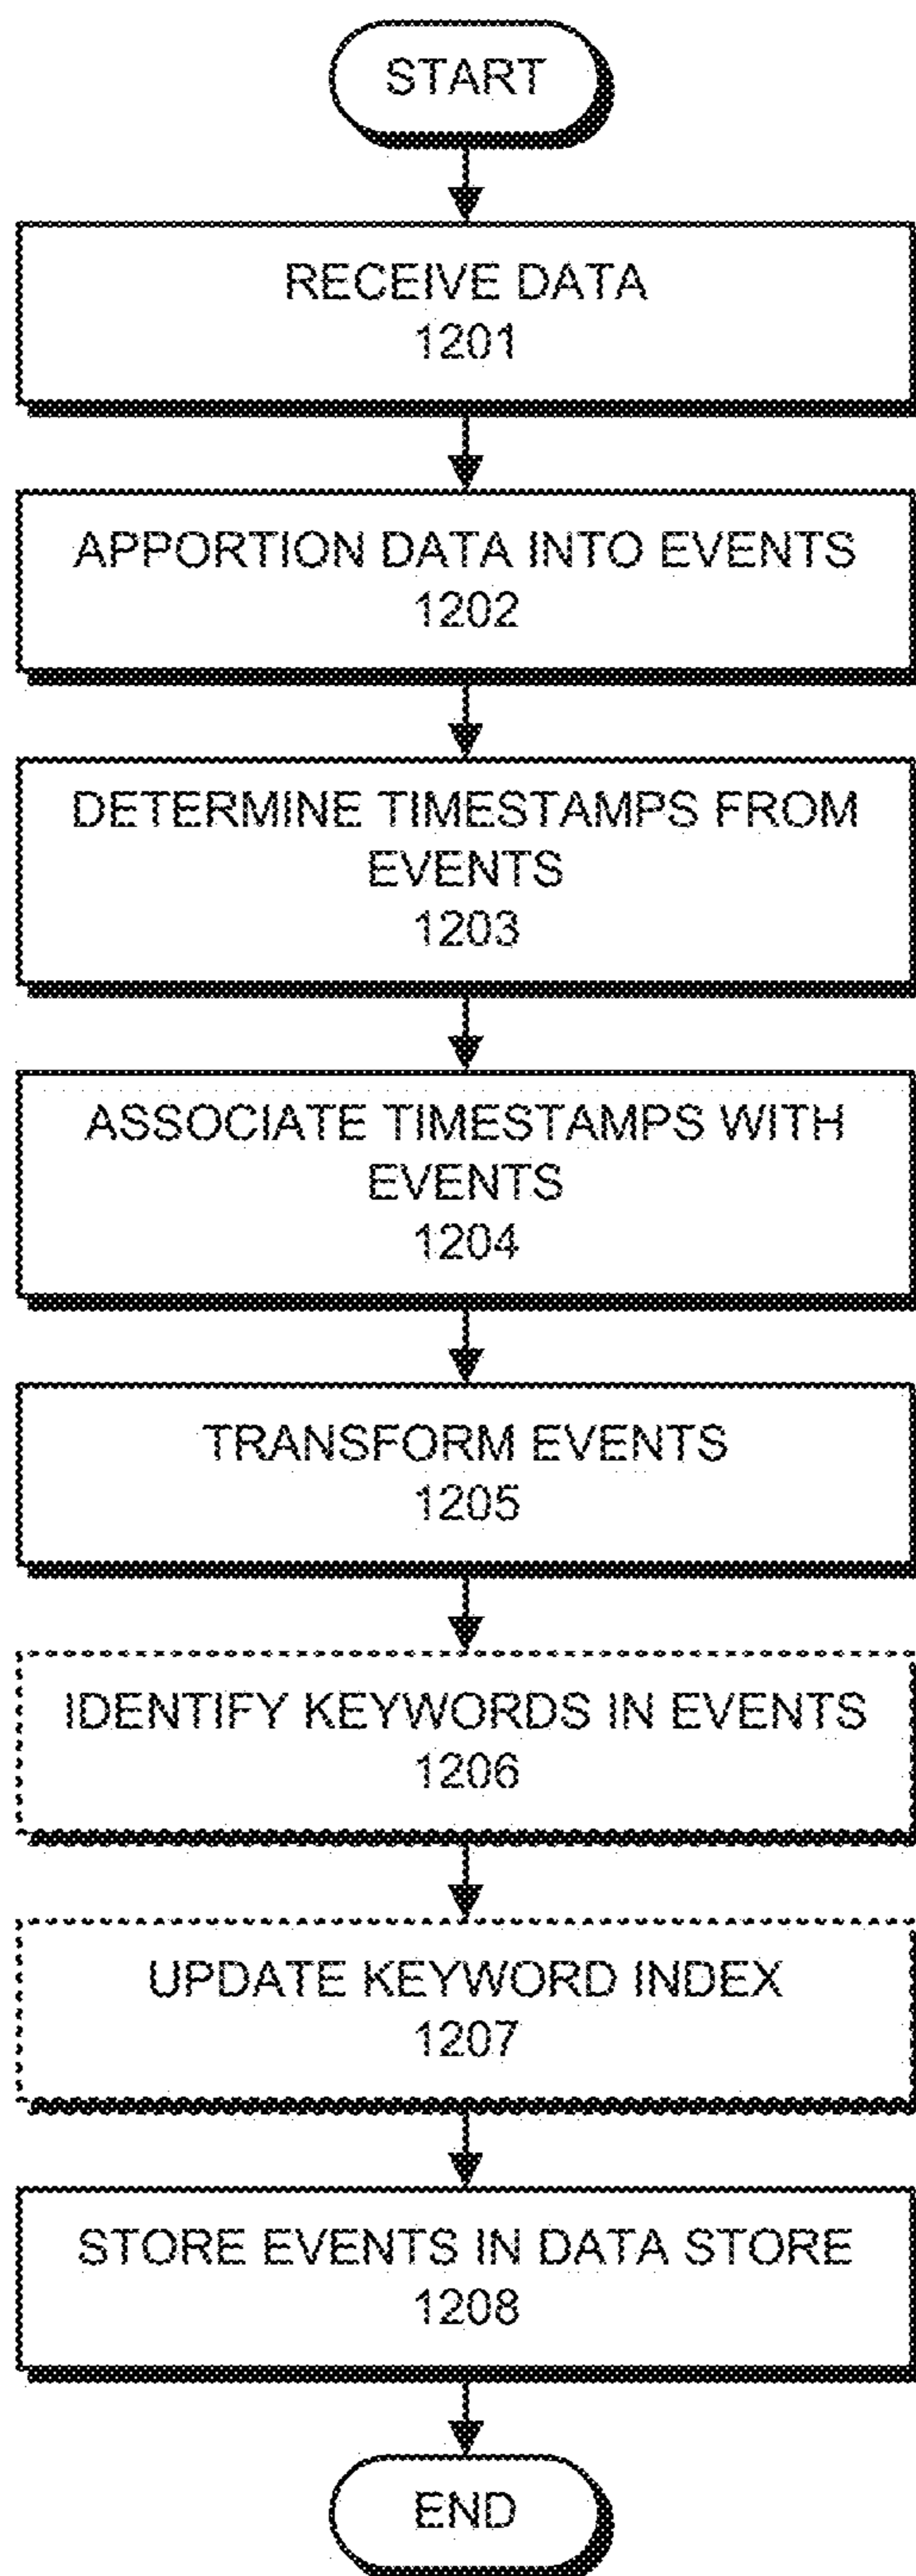 START
RECEIVE DATA
1201
APPORTION DATA INTO EVENTS
1202
DETERMINE TIMESTAMPS FROM
EVENTS
1203
ASSOCIATE TIMESTAMPS WITH
EVENTS
1204
TRANSFORM EVENTS
1205
IDENTIFY KEYWORDS IN EVENTS
1206
UPDATE KEYWORD INDEX
1207
STORE EVENTS IN DATA STORE
1208
END